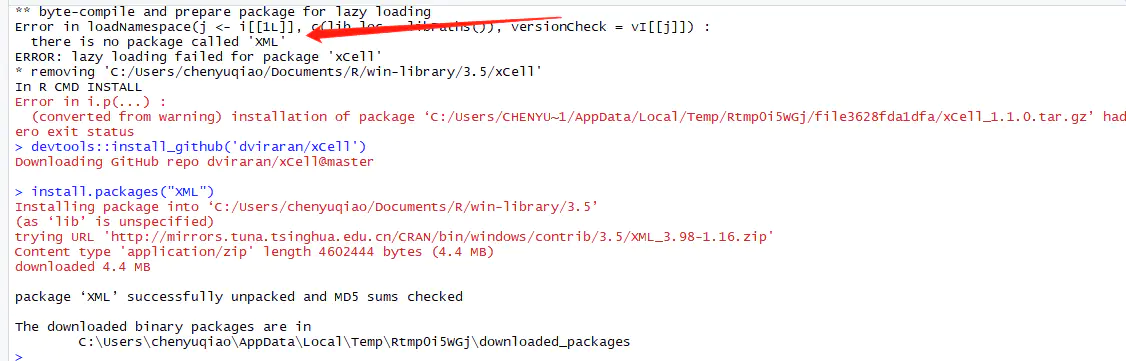 ** byte-compile and prepare package for lazy loading
Error in loadNamespace(j <- i[[1L]], c(lib.loc, .libPaths()), versionCheck = vI[[j]]) :
there is no package called 'XML'
ERROR: lazy loading failed for package 'xCell'
* removing 'C:/Users/chenyuqiao/Documents/R/win-library/3.5/xCell'
In R CMD INSTALL
Error in i.p(...) :
(converted from warning) installation of package ‘C:/Users/CHENYU~1/AppData/Local/Temp/Rtmp0i5WGj/file3628fda1dfa/xCell_1.1.0.tar.gz’ had
ero exit status
> devtools::install_github('dviraran/xCell')
Downloading GitHub repo dviraran/xCell@master
> install.packages("XML")
Installing package into ‘C:/Users/chenyuqiao/Documents/R/win-library/3.5’
(as ‘lib’ is unspecified)
trying URL 'http://mirrors.tuna.tsinghua.edu.cn/CRAN/bin/windows/contrib/3.5/XML_3.98-1.16.zip'
Content type 'application/zip' length 4602444 bytes (4.4 MB)
downloaded 4.4 MB
package ‘XML’ successfully unpacked and MD5 sums checked
The downloaded binary packages are in
C:\Users\chenyuqiao\AppData\Local\Temp\Rtmp0i5WGj\downloaded_packages
>